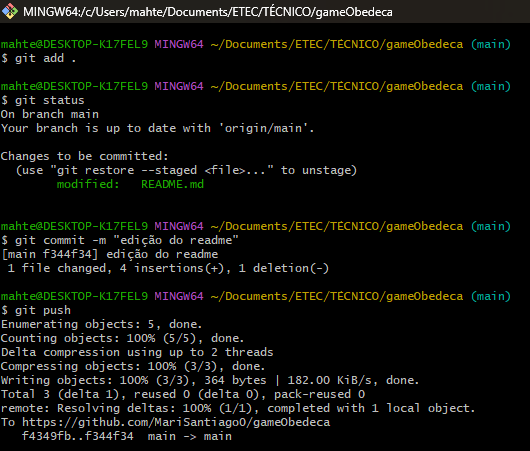 MINGW64:/c/Users/mahte/Documents/ETEC/TÉCNICO/gameObedeca
mahte@DESKTOP-K17FEL9 MINGW64 ~/Documents/ETEC/TÉCNICO/gameObedeca (main)
$ git add .
mahte@DESKTOP-K17FEL9 MINGW64 ~/Documents/ETEC/TÉCNICO/gameObedeca (main)
$ git status
On branch main
Your branch is up to date with 'origin/main'.
Changes to be committed:
(use "git restore --staged <file>..." to unstage)
modified: README.md
mahte@DESKTOP-K17FEL9 MINGW64 ~/Documents/ETEC/TÉCNICO/gameObedeca (main)
$ git commit -m "edição do readme"
[main f344f34] edição do readme
1 file changed, 4 insertions(+), 1 deletion(-)
mahte@DESKTOP-K17FEL9 MINGW64 ~/Documents/ETEC/TÉCNICO/gameObedeca (main)
$ git push
Enumerating objects: 5, done.
Counting objects: 100% (5/5), done.
Delta compression using up to 2 threads
Compressing objects: 100% (3/3), done.
Writing objects: 100% (3/3), 364 bytes | 182.00 KiB/s, done.
Total 3 (delta 1), reused 0 (delta 0), pack-reused 0
remote: Resolving deltas: 100% (1/1), completed with 1 local object.
To https://github.com/MariSantiago0/gameObedeca
f4349fb..f344f34 main -> main